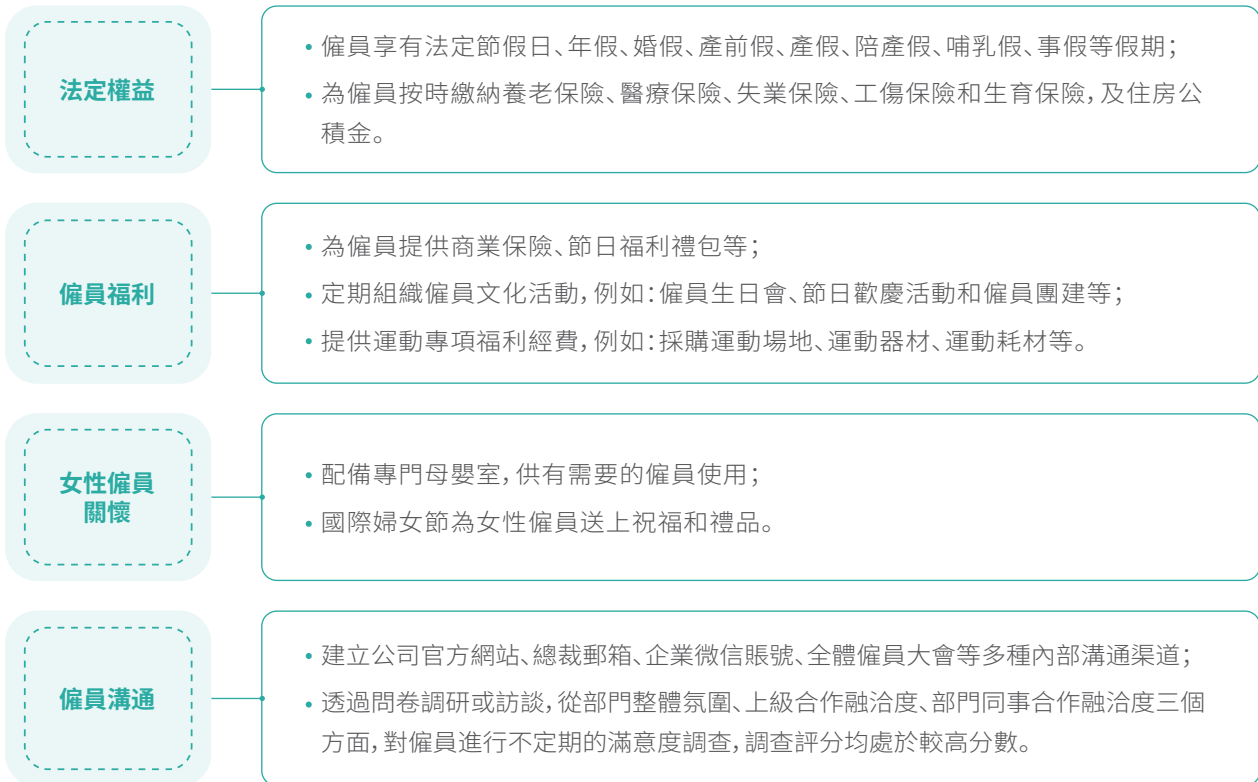 法定權益
• 僱員享有法定節假日、年假、婚假、產前假、產假、陪產假、哺乳假、事假等假期；
• 為僱員按時繳納養老保險、醫療保險、失業保險、工傷保險和生育保險，及住房公
積金。
僱員福利
• 為僱員提供商業保險、節日福利禮包等；
• 定期組織僱員文化活動，例如：僱員生日會、節日歡慶活動和僱員團建等；
• 提供運動專項福利經費，例如：採購運動場地、運動器材、運動耗材等。
女性僱員
關懷
• 配備專門母嬰室，供有需要的僱員使用；
• 國際婦女節為女性僱員送上祝福和禮品。
僱員溝通
• 建立公司官方網站、總裁郵箱、企業微信賬號、全體僱員大會等多種內部溝通渠道；
• 透過問卷調研或訪談，從部門整體氛圍、上級合作融洽度、部門同事合作融洽度三個
方面，對僱員進行不定期的滿意度調查，調查評分均處於較高分數。